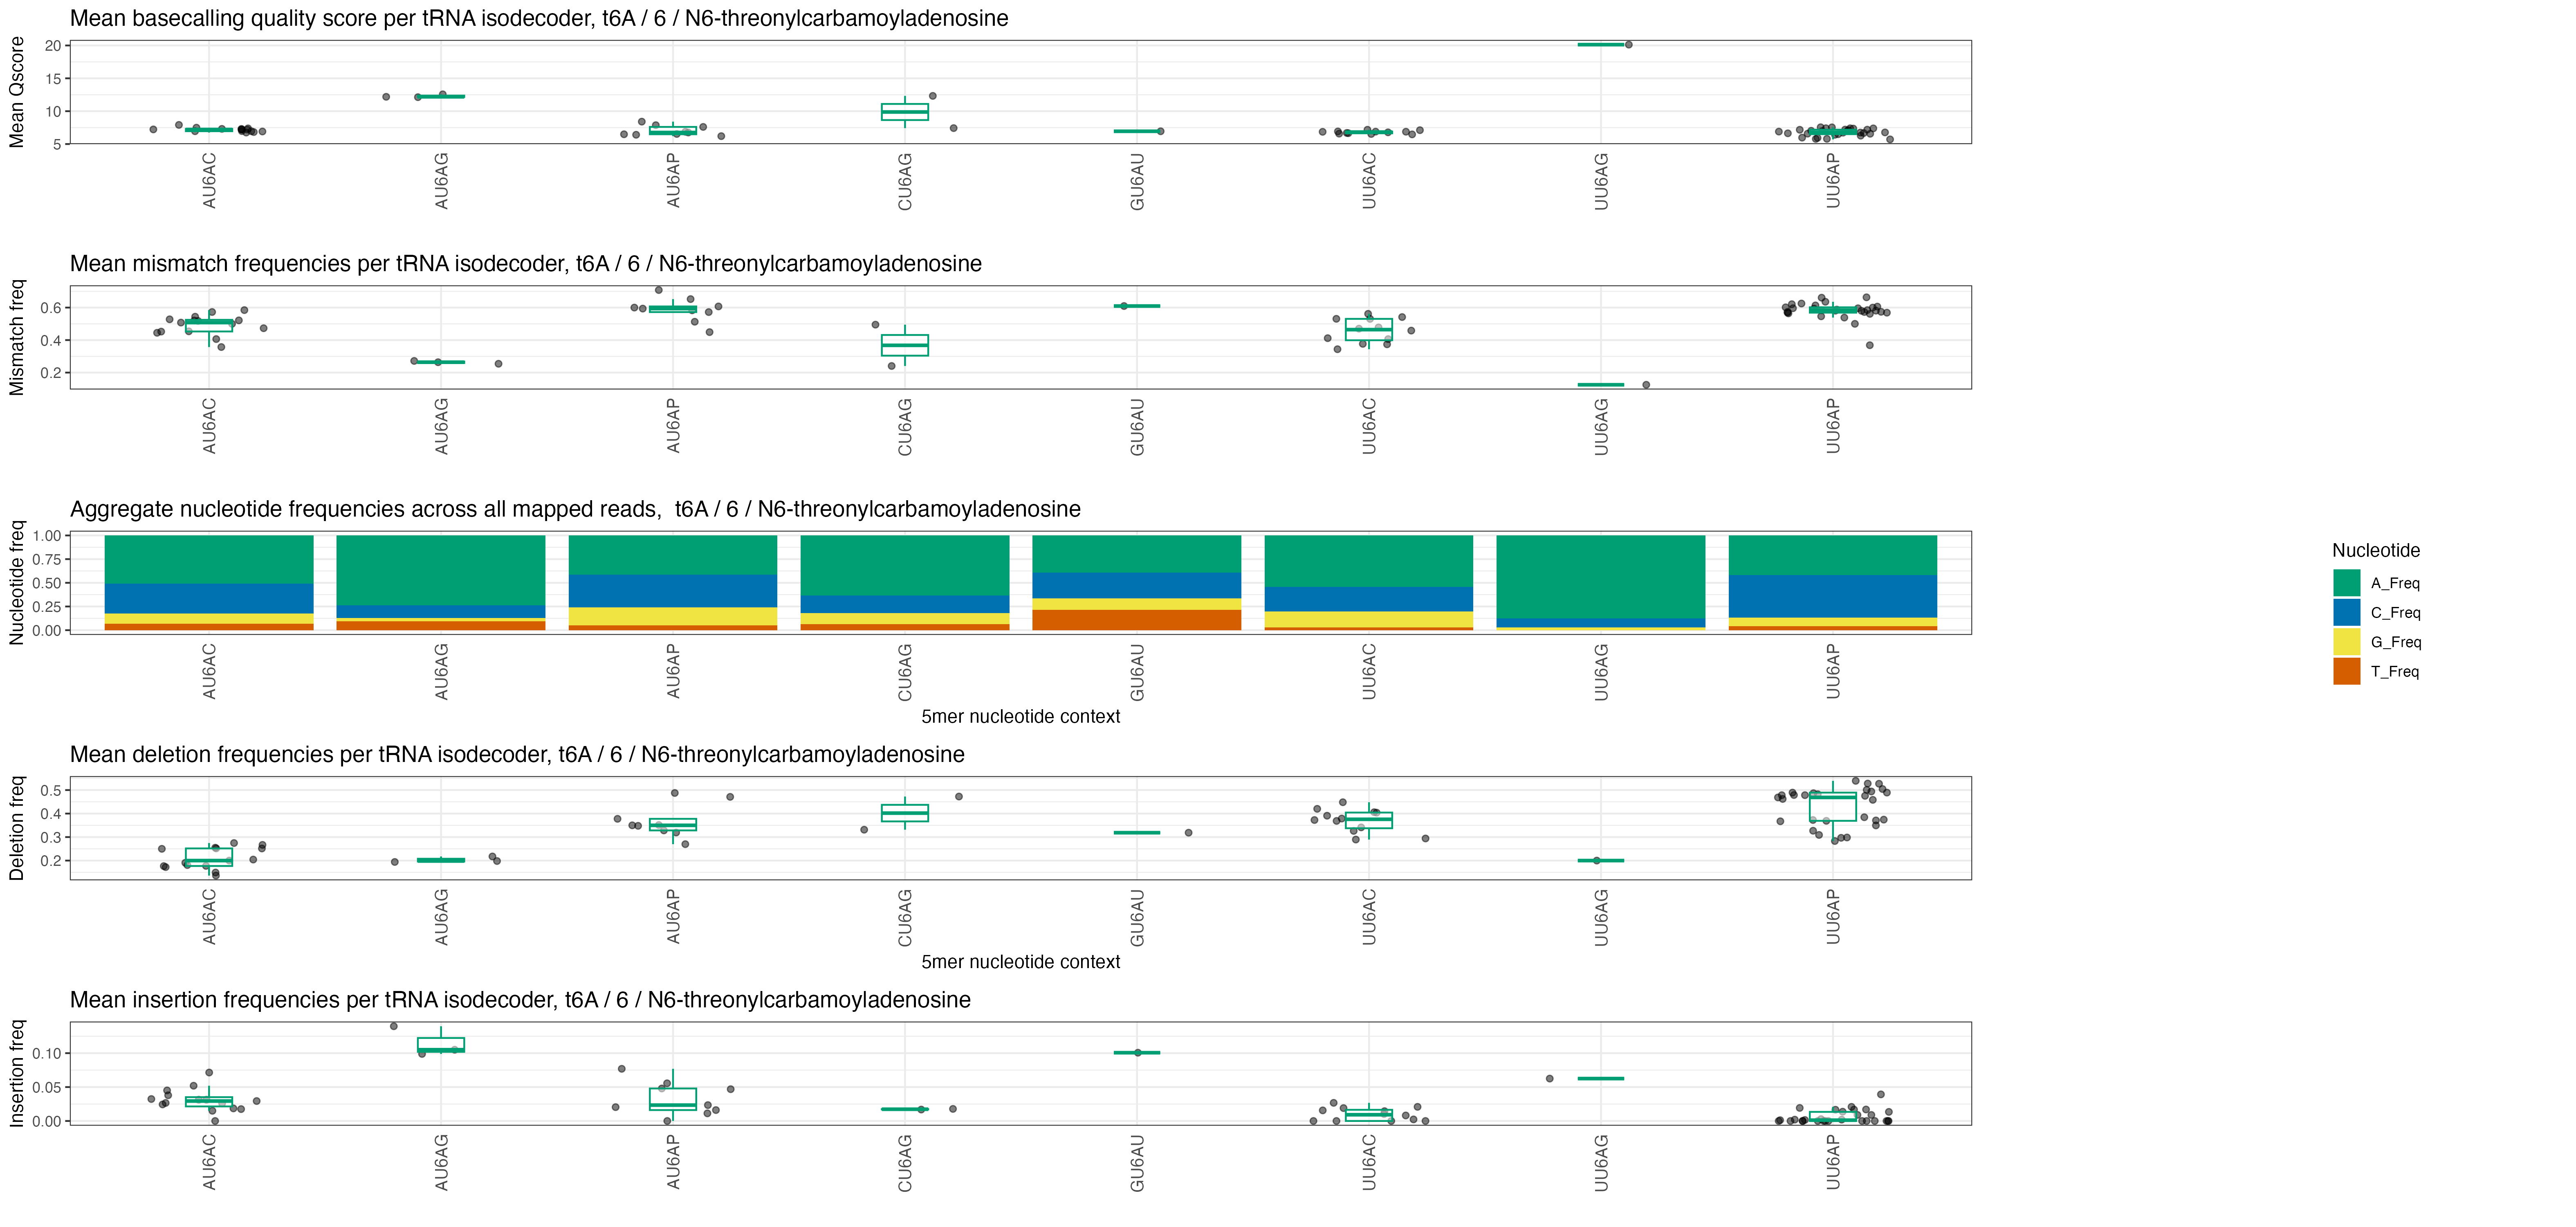 Mean basecalling quality score per tRNA isodecoder, t6A / 6 / N6-threonylcarbamoyladenosine
Mean Qscore
20
15
10
5
AU6AC AU6AG AU6AP CU6AG GU6AU UU6AC UU6AG UU6AP
Mean mismatch frequencies per tRNA isodecoder, t6A / 6 / N6-threonylcarbamoyladenosine
Mismatch freq
0.6
0.4
0.2
AU6AC AU6AG AU6AP CU6AG GU6AU UU6AC UU6AG UU6AP
Aggregate nucleotide frequencies across all mapped reads, t6A / 6 / N6-threonylcarbamoyladenosine
Nucleotide freq
1.00
0.75
0.50
0.25
0.00
AU6AC AU6AG AU6AP CU6AG GU6AU UU6AC UU6AG UU6AP
5mer nucleotide context
Nucleotide
A_Freq
C_Freq
G_Freq
T_Freq
Mean deletion frequencies per tRNA isodecoder, t6A / 6 / N6-threonylcarbamoyladenosine
Deletion freq
0.5
0.4
0.3
0.2
AU6AC AU6AG AU6AP CU6AG GU6AU UU6AC UU6AG UU6AP
5mer nucleotide context
Mean insertion frequencies per tRNA isodecoder, t6A / 6 / N6-threonylcarbamoyladenosine
Insertion freq
0.10
0.05
0.00
AU6AC AU6AG AU6AP CU6AG GU6AU UU6AC UU6AG UU6AP